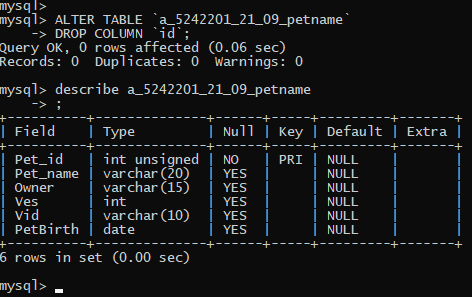 mysql>
mysql> ALTER TABLE `a_5242201_21_09_petname`
    -> DROP COLUMN `id`;
Query OK, 0 rows affected (0.06 sec)
Records: 0  Duplicates: 0  Warnings: 0

mysql> describe a_5242201_21_09_petname
    -> ;
+-----------+--------------+------+-----+---------+-------+
| Field     | Type         | Null | Key | Default | Extra |
+-----------+--------------+------+-----+---------+-------+
| Pet_id    | int unsigned | NO   | PRI | NULL    |       |
| Pet_name  | varchar(20)  | YES  |     | NULL    |       |
| Owner     | varchar(15)  | YES  |     | NULL    |       |
| Ves       | int          | YES  |     | NULL    |       |
| Vid       | varchar(10)  | YES  |     | NULL    |       |
| PetBirth  | date         | YES  |     | NULL    |       |
+-----------+--------------+------+-----+---------+-------+
6 rows in set (0.00 sec)

mysql> _